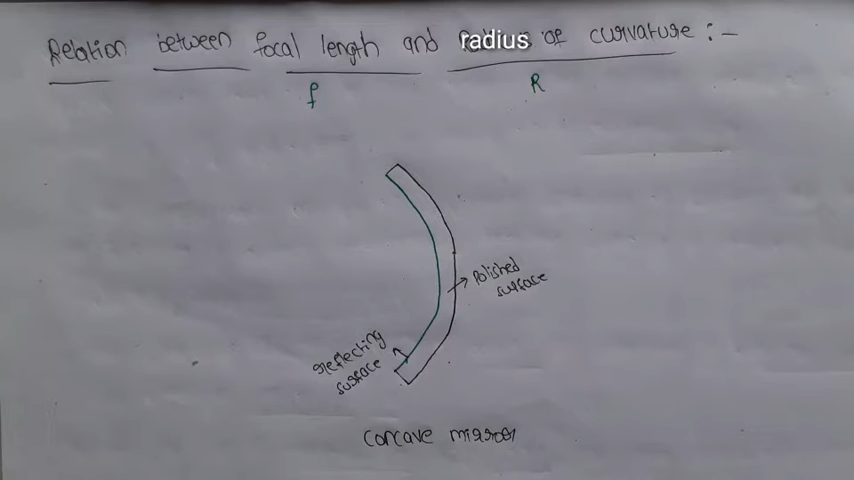 Relation between focal length and radius of curvature :-
f
R
Polished
surface
reflecting
surface
Concave mirror